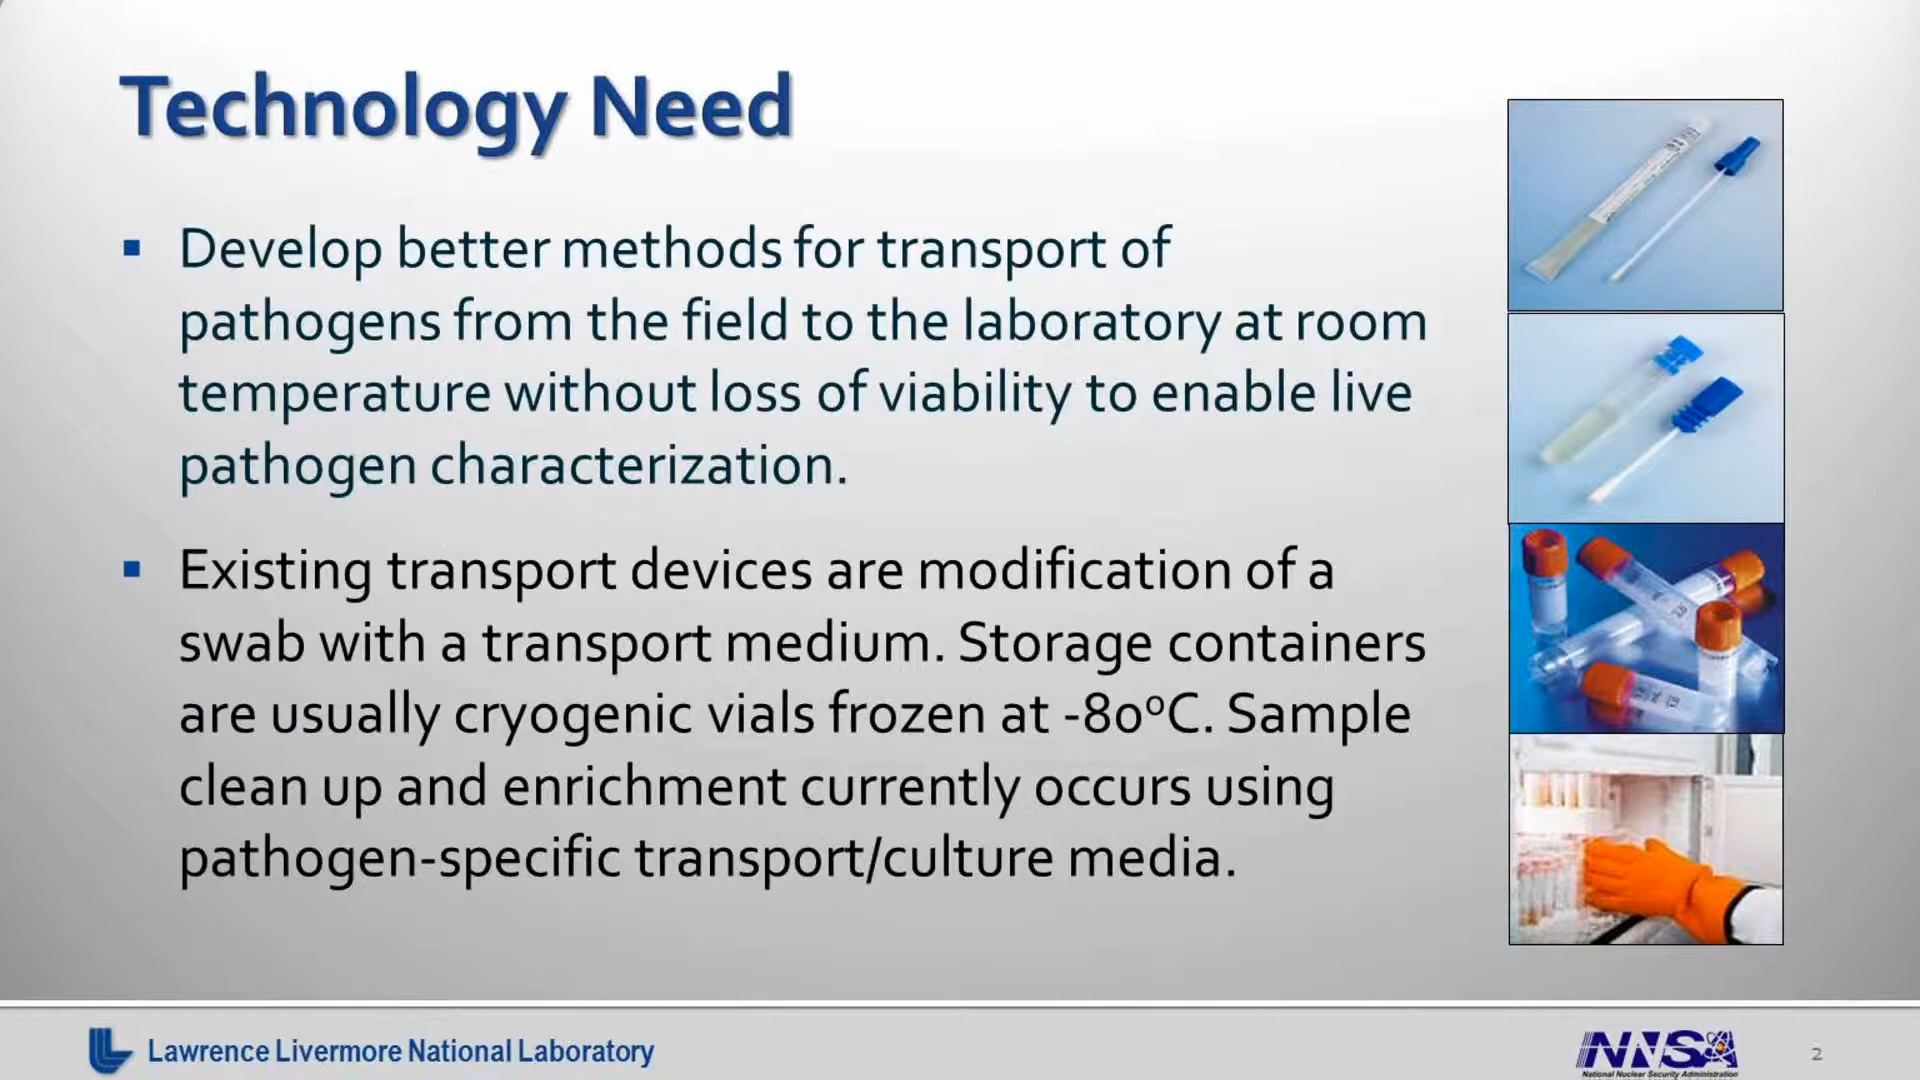 Technology Need
▪ Develop better methods for transport of
pathogens from the field to the laboratory at room
temperature without loss of viability to enable live
pathogen characterization.
▪ Existing transport devices are modification of a
swab with a transport medium. Storage containers
are usually cryogenic vials frozen at -80ºC. Sample
clean up and enrichment currently occurs using
pathogen-specific transport/culture media.
Lawrence Livermore National Laboratory
NNSA
National Nuclear Security Administration
2